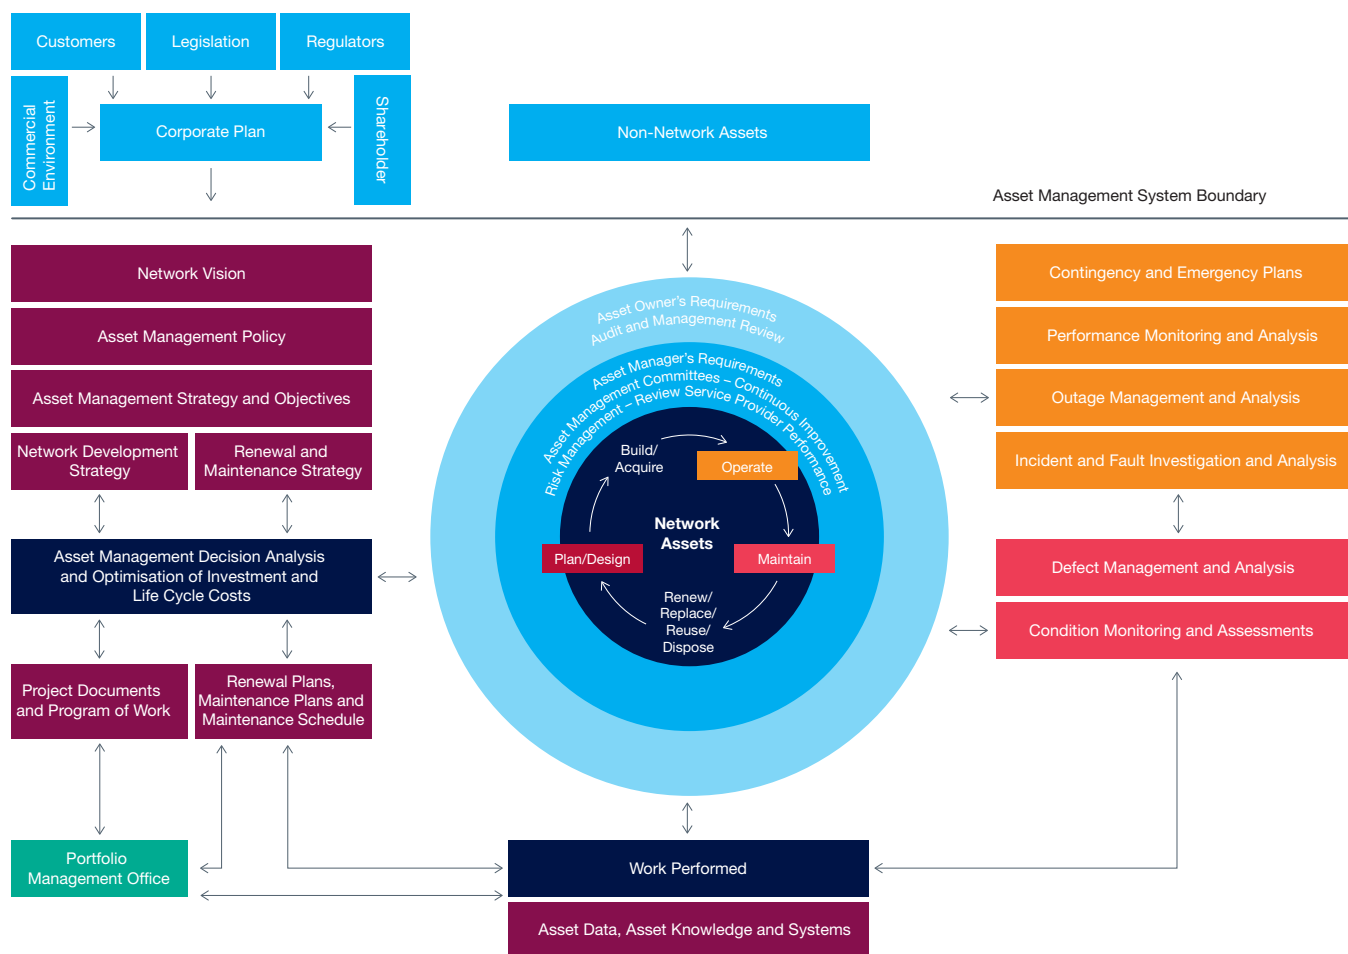 Customers
Legislation
Regulators
Commercial
Environment
Corporate Plan
Shareholder
Non-Network Assets
Asset Management System Boundary
Network Vision
Asset Management Policy
Asset Management Strategy and Objectives
Network Development
Strategy
Renewal and
Maintenance Strategy
Asset Management Decision Analysis
and Optimisation of Investment and
Life Cycle Costs
Project Documents
and Program of Work
Renewal Plans,
Maintenance Plans and
Maintenance Schedule
Portfolio
Management Office
Asset Owner's Requirements
Audit and Management Review
Asset Manager's Requirements
Asset Management Committees – Continuous Improvement
Risk Management – Review Service Provider Performance
Build/
Acquire
Operate
Network
Assets
Plan/Design
Maintain
Renew/
Replace/
Reuse/
Dispose
Work Performed
Asset Data, Asset Knowledge and Systems
Contingency and Emergency Plans
Performance Monitoring and Analysis
Outage Management and Analysis
Incident and Fault Investigation and Analysis
Defect Management and Analysis
Condition Monitoring and Assessments